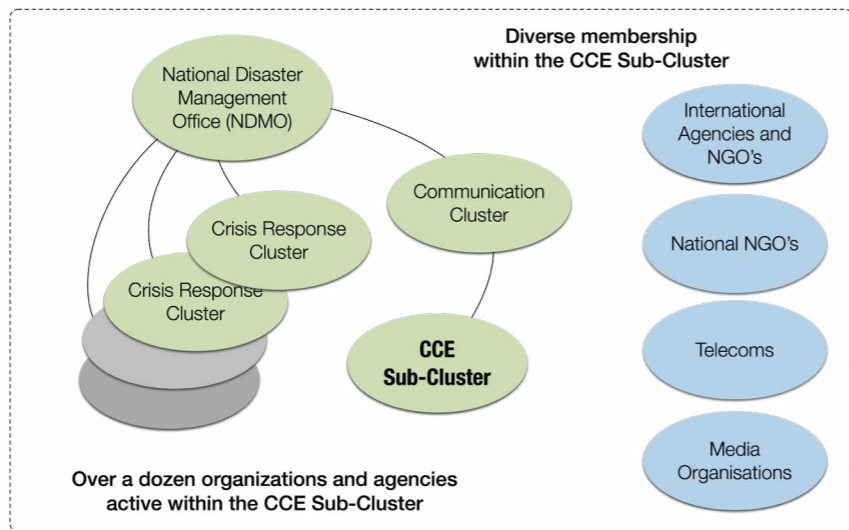 Diverse membership
within the CCE Sub-Cluster
National Disaster
Management
Office (NDMO)
International
Agencies and
NGO's
Communication
Cluster
Crisis Response
Cluster
National NGO's
Crisis Response
Cluster
CCE
Sub-Cluster
Telecoms
Media
Organisations
Over a dozen organizations and agencies
active within the CCE Sub-Cluster